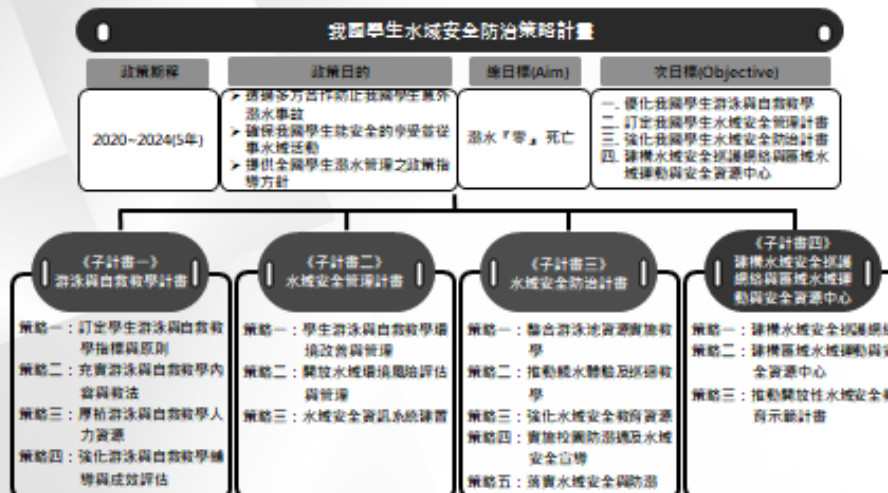 我國學生水域安全防治策略計畫
政策期程
政策目的
總目標(Aim)
次目標(Objective)
2020~2024(5年)
➢ 透過多方合作防止我國學生意外
溺水事故
➢ 確保我國學生能安全的享受並從
事水域活動
➢ 提供全國學生溺水管理之政策指
導方針
溺水『零』死亡
一. 優化我國學生游泳與自救教學
二. 訂定我國學生水域安全管理計畫
三. 強化我國學生水域安全防治計畫
四. 建構水域安全巡護網絡與區域水
域運動與安全資源中心
《子計畫一》
游泳與自救教學計畫
策略一：訂定學生游泳與自救教
學指標與原則
策略二：充實游泳與自救教學內
容與教法
策略三：厚植游泳與自救教學人
力資源
策略四：強化游泳與自救教學輔
導與成效評估
《子計畫二》
水域安全管理計畫
策略一：學生游泳與自救教學環
境改善與管理
策略二：開放水域環境風險評估
與管理
策略三：水域安全資訊系統建置
《子計畫三》
水域安全防治計畫
策略一：整合游泳池資源實施教
學
策略二：推動親水體驗及巡迴教
學
策略三：強化水域安全教育資源
策略四：實施校園防溺及水域
安全宣導
策略五：落實水域安全與防溺
《子計畫四》
建構水域安全巡護
網絡與區域水域運
動與安全資源中心
策略一：建構水域安全巡護網絡
策略二：建構區域水域運動與安
全資源中心
策略三：推動開放性水域安全教
育示範計畫